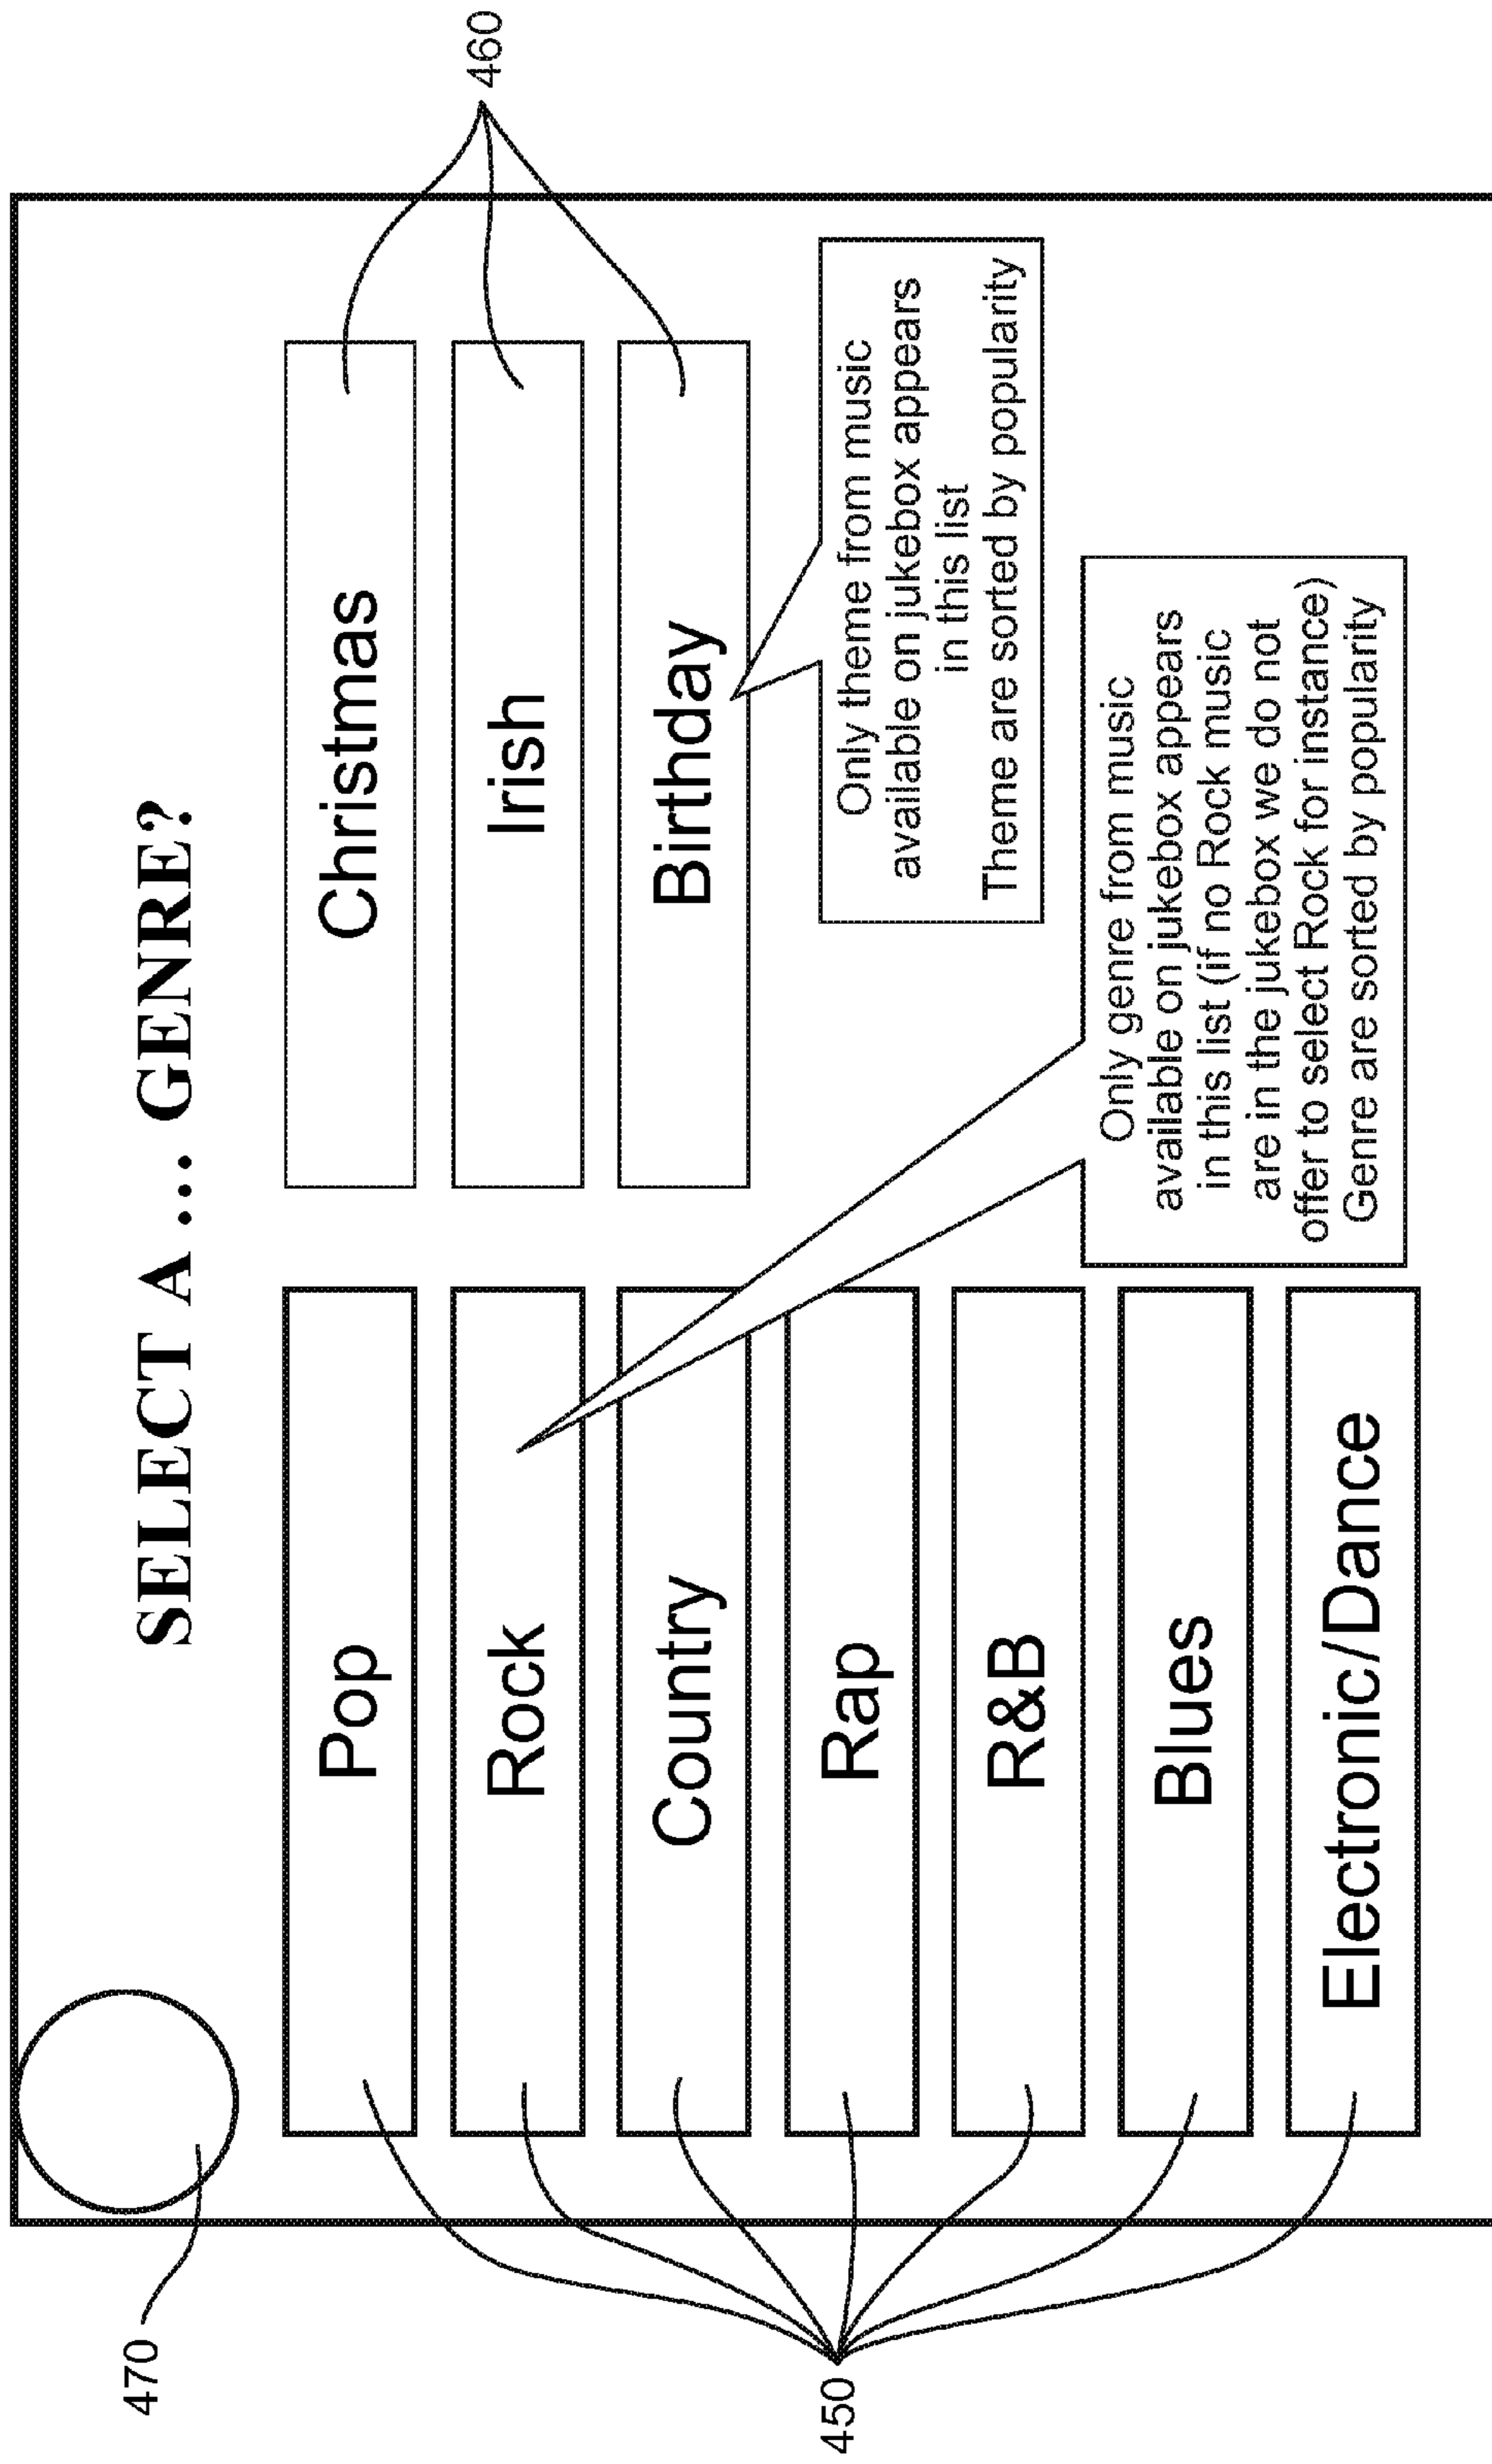 SELECT A... GENRE?
470
Pop
Rock
Country
Rap
R&B
Blues
Electronic/Dance
450
Christmas
Irish
Birthday
460
Only theme from music
available on jukebox appears
in this list
Theme are sorted by popularity
Only genre from music
available on jukebox appears
in this list (if no Rock music
are in the jukebox we do not
offer to select Rock for instance)
Genre are sorted by popularity